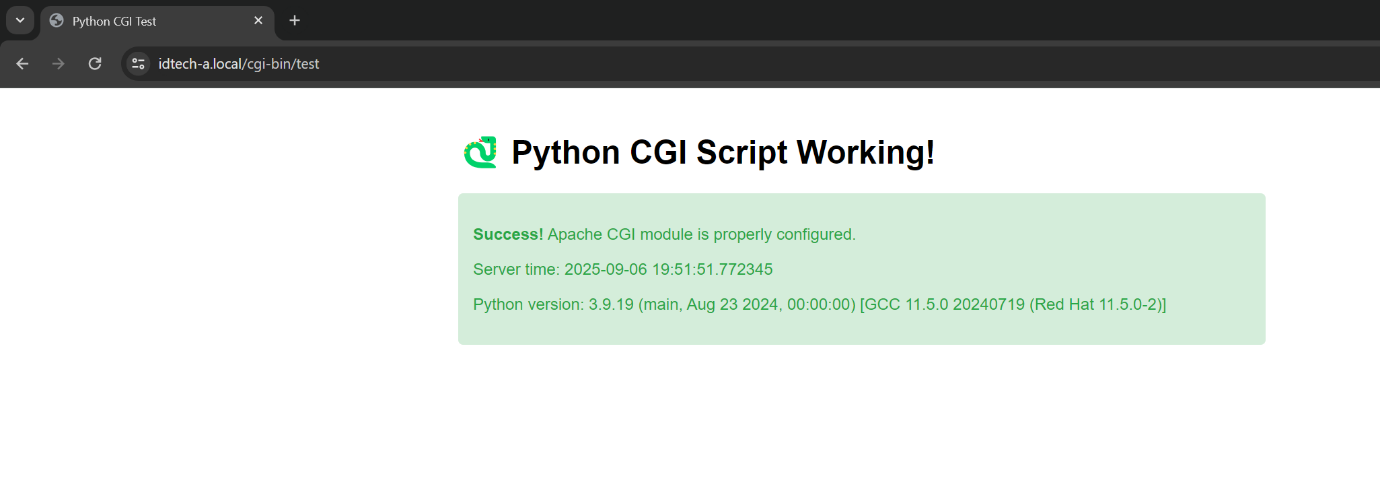 Python CGI Test
idtech-a.local/cgi-bin/test
Python CGI Script Working!
Success! Apache CGI module is properly configured.
Server time: 2025-09-06 19:51:51.772345
Python version: 3.9.19 (main, Aug 23 2024, 00:00:00) [GCC 11.5.0 20240719 (Red Hat 11.5.0-2)]